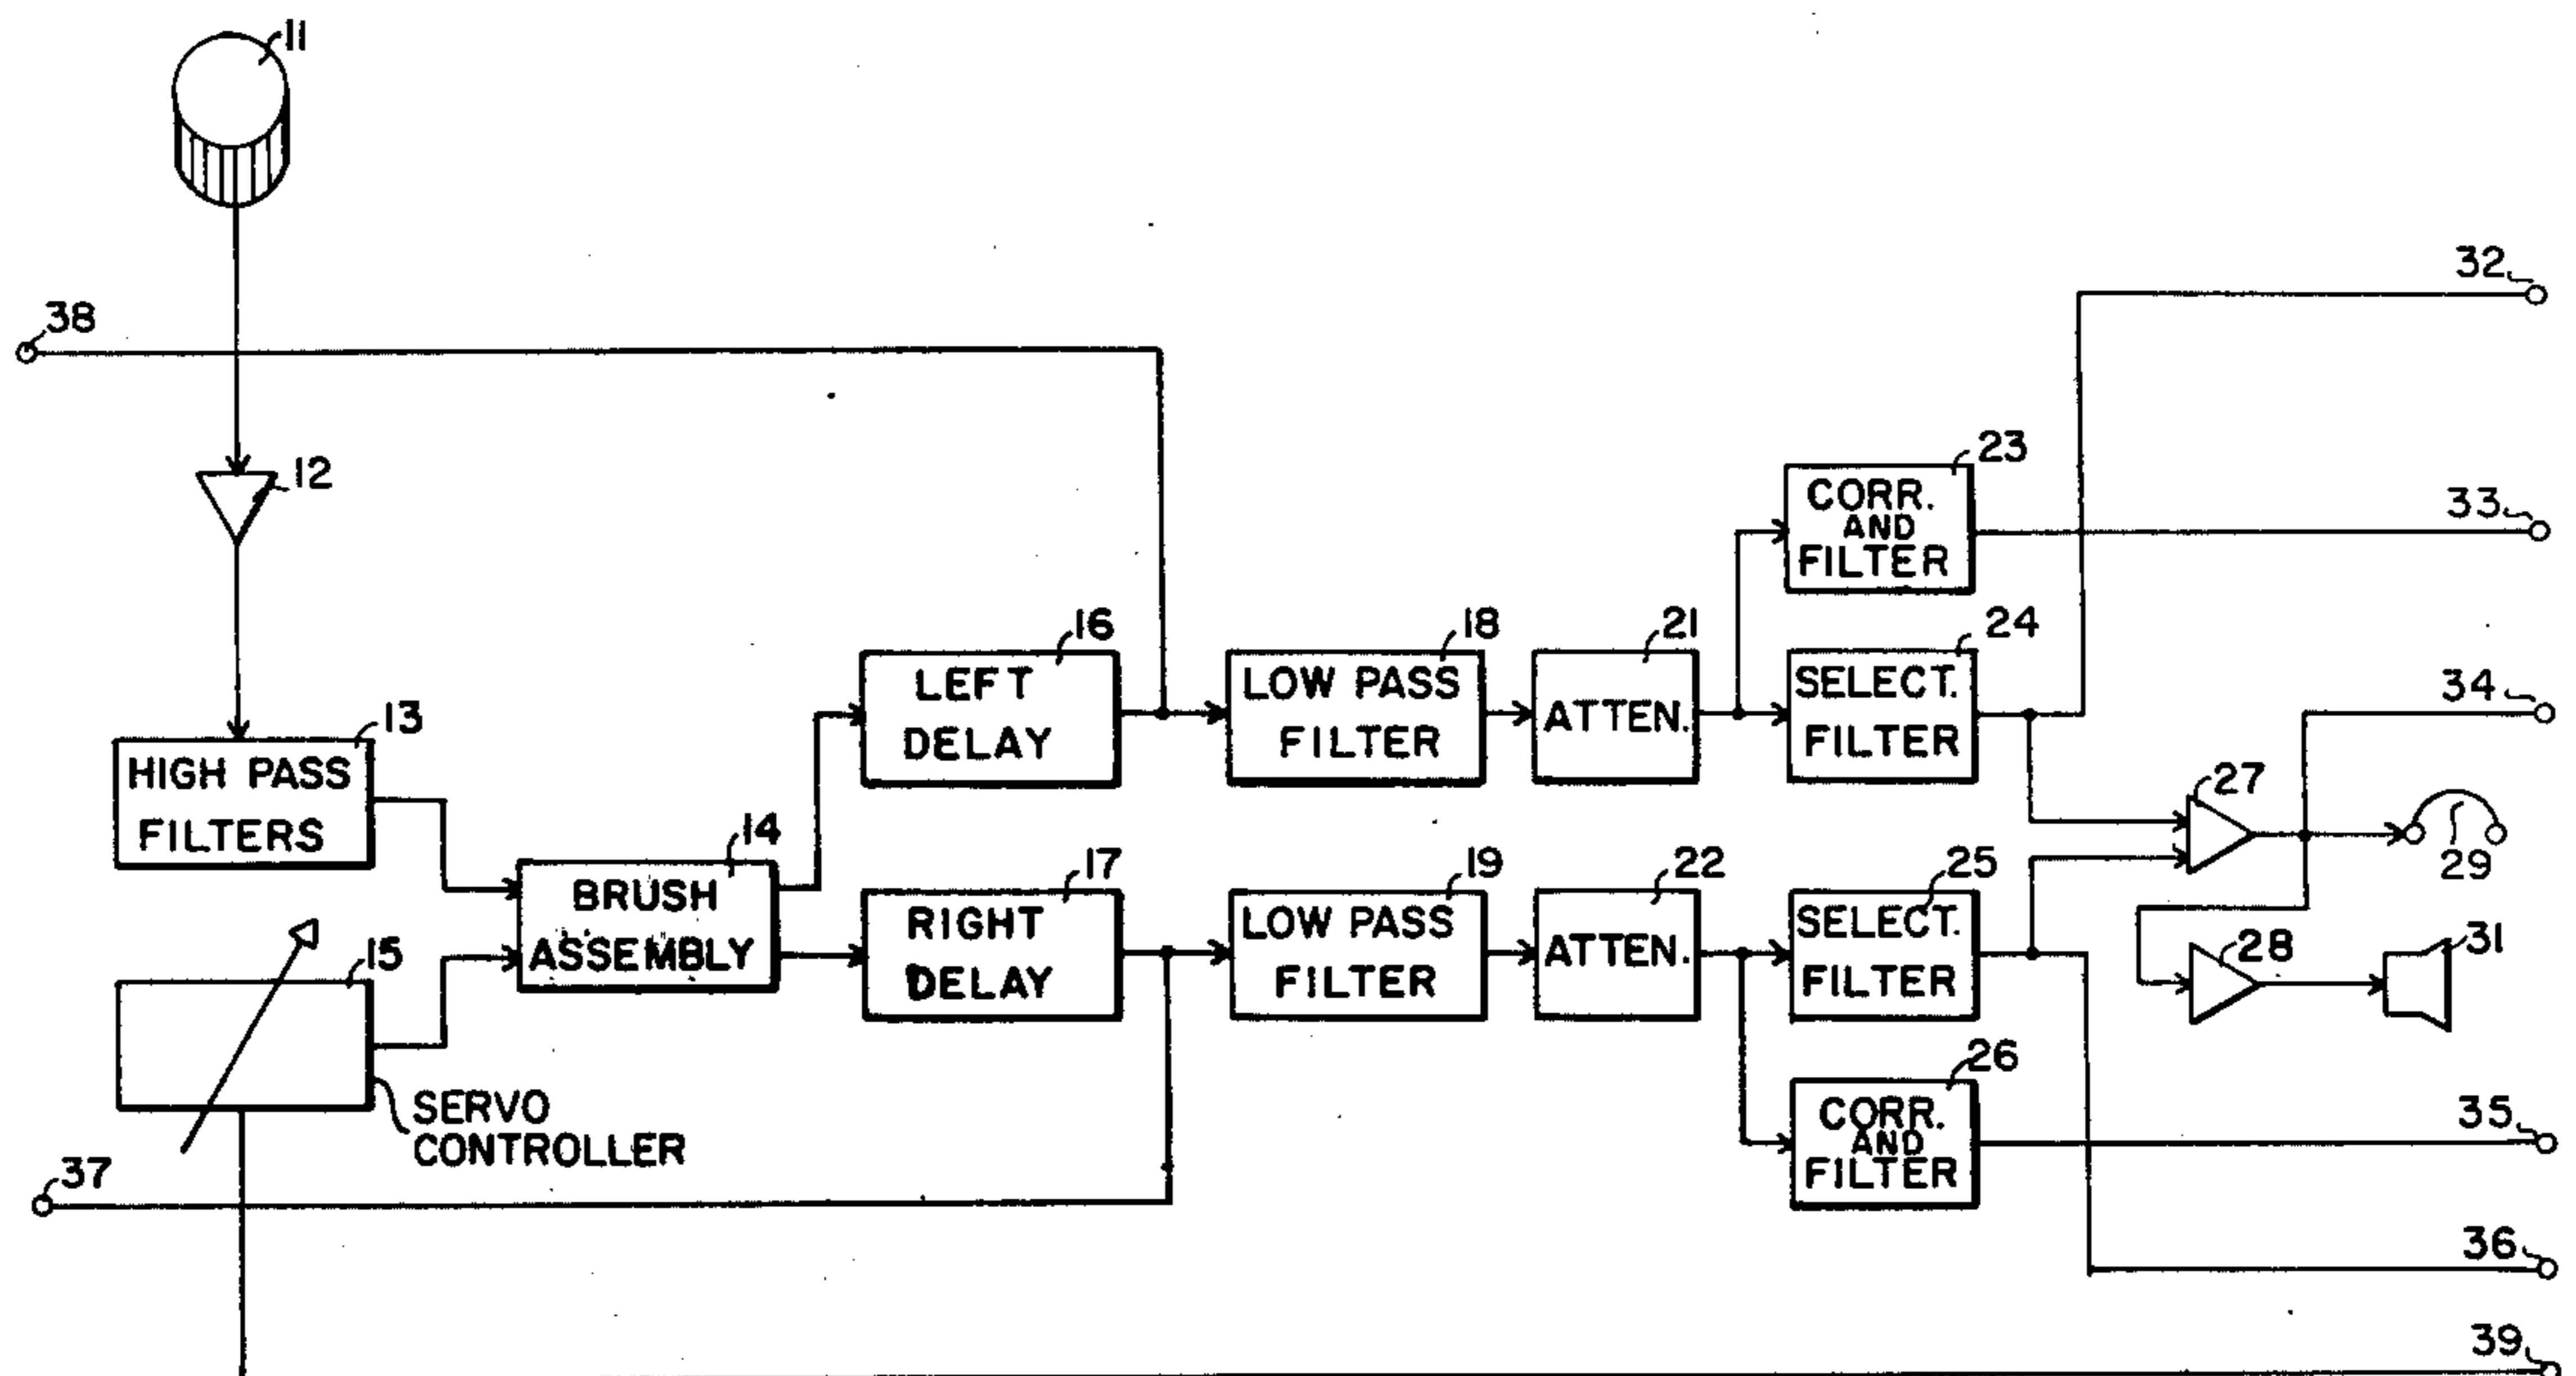 11
32
38
33
23
CORR.
AND
FILTER
12
16
18
21
24
34
LEFT
DELAY
LOW PASS
FILTER
ATTEN.
SELECT.
FILTER
13
HIGH PASS
FILTERS
27
29
14
BRUSH
ASSEMBLY
17
19
22
25
RIGHT
DELAY
LOW PASS
FILTER
ATTEN.
SELECT.
FILTER
28
31
15
SERVO
CONTROLLER
26
CORR.
AND
FILTER
35
37
36
39